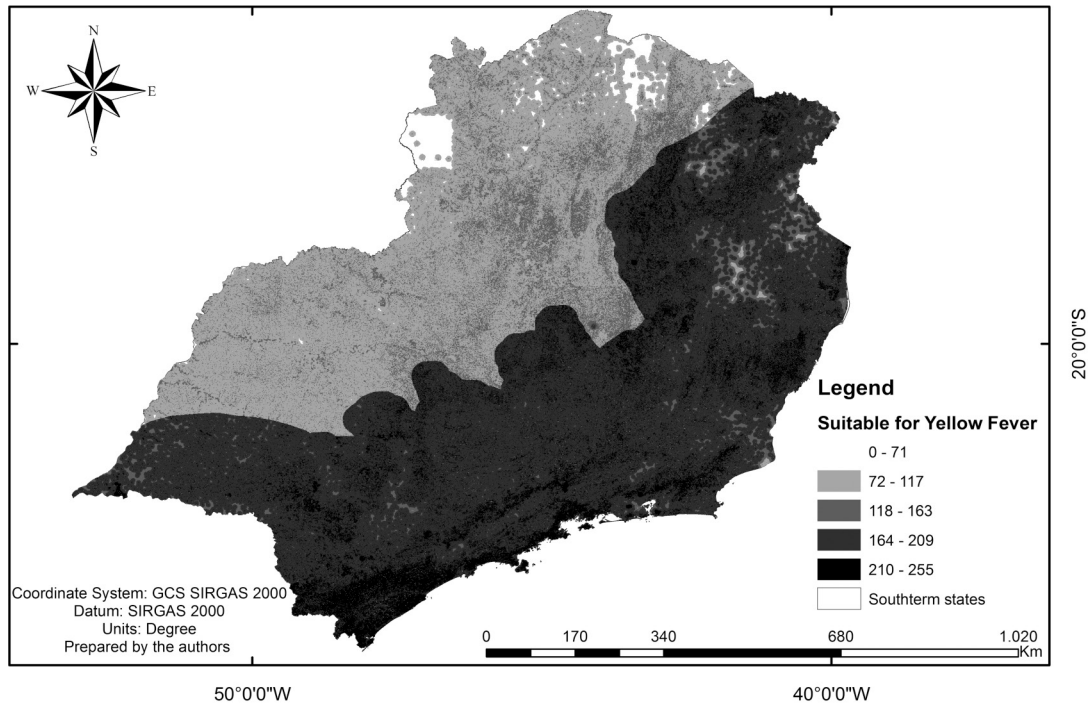 N
W E
S
20°0'0"S
Legend
Suitable for Yellow Fever
0 - 71
72 - 117
118 - 163
164 - 209
210 - 255
Southterm states
Coordinate System: GCS SIRGAS 2000
Datum: SIRGAS 2000
Units: Degree
Prepared by the authors
0 170 340 680 1.020
Km
50°0'0"W 40°0'0"W